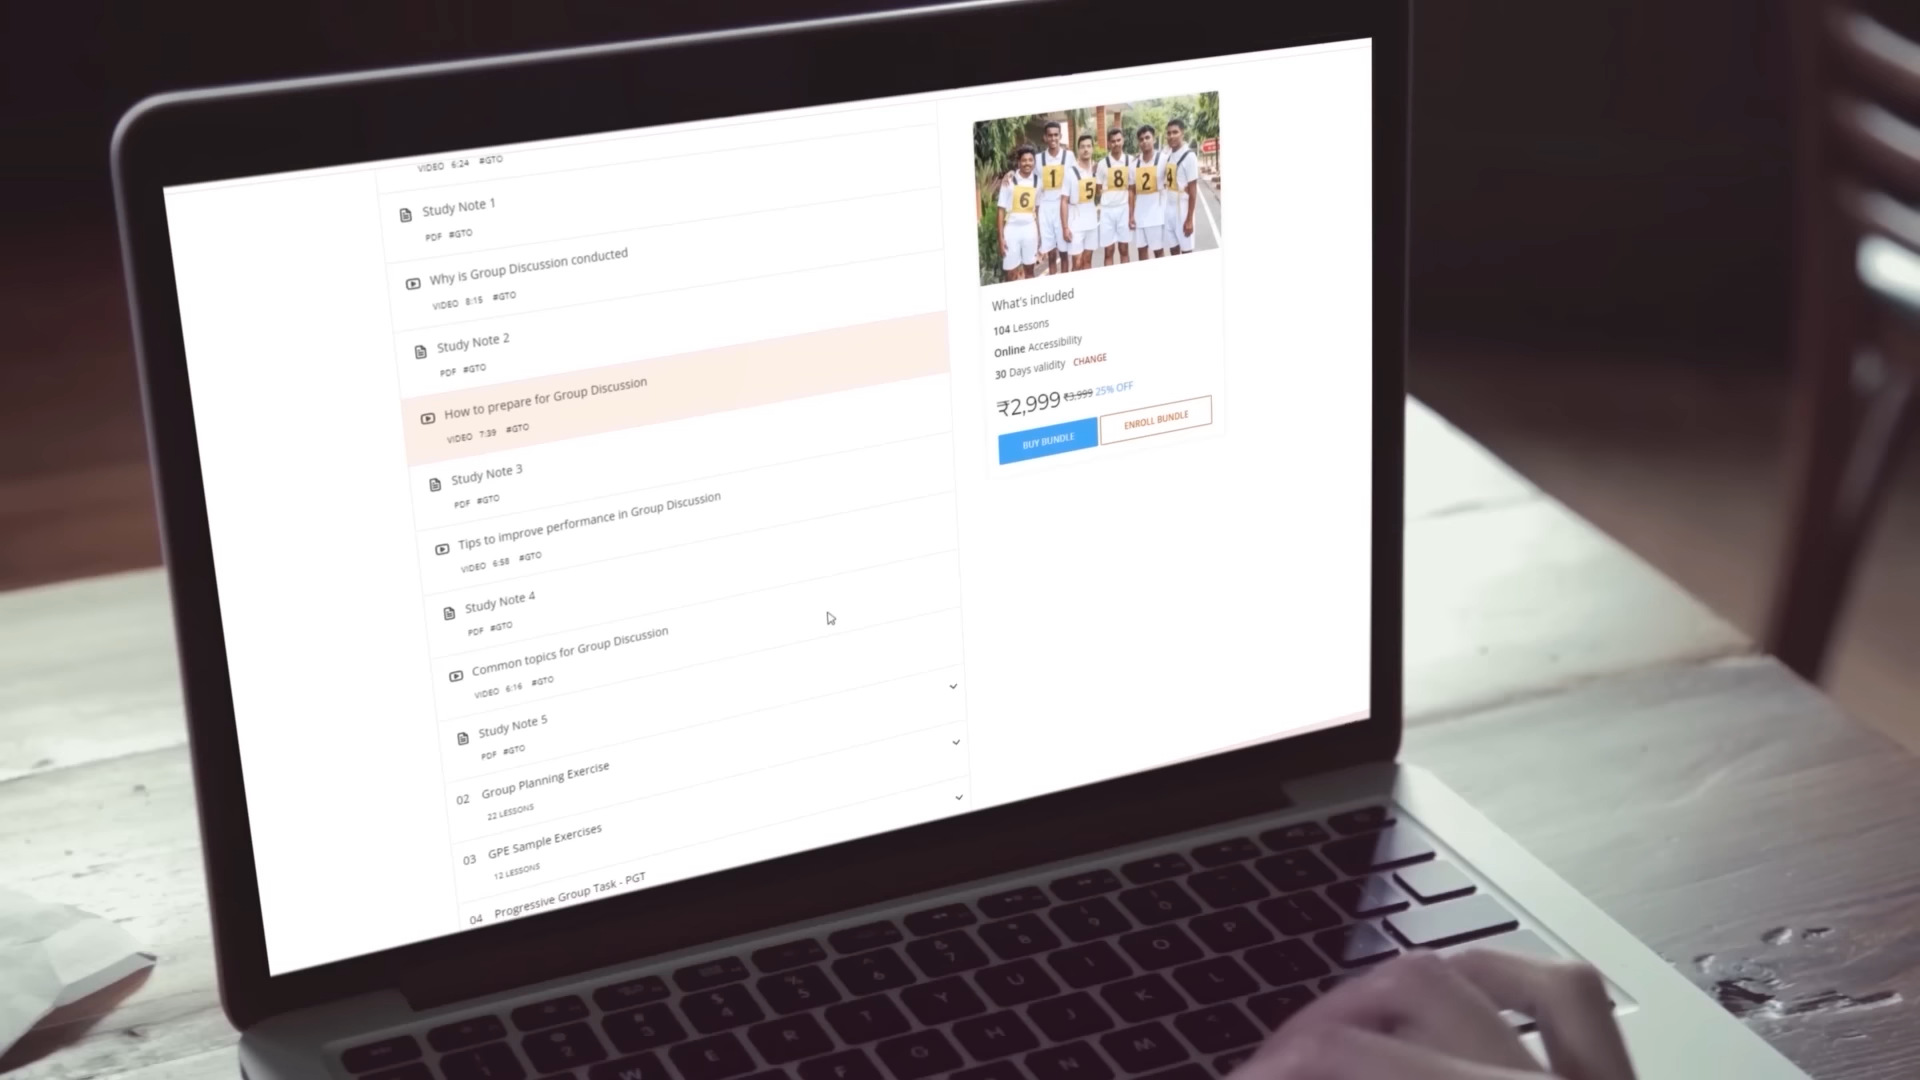 VIDEO 6:24 #GTO
Study Note 1
PDF #GTO
Why is Group Discussion conducted
VIDEO 8:15 #GTO
Study Note 2
PDF #GTO
How to prepare for Group Discussion
VIDEO 7:39 #GTO
Study Note 3
PDF #GTO
Tips to improve performance in Group Discussion
VIDEO 6:58 #GTO
Study Note 4
PDF #GTO
Common topics for Group Discussion
VIDEO 6:16 #GTO
Study Note 5
PDF #GTO
02 Group Planning Exercise
22 LESSONS
03 GPE Sample Exercises
12 LESSONS
04 Progressive Group Task - PGT
6 1 5 8 2 4
What's included
104 Lessons
Online Accessibility
30 Days validity CHANGE
₹2,999 ₹3,999 25% OFF
BUY BUNDLE ENROLL BUNDLE